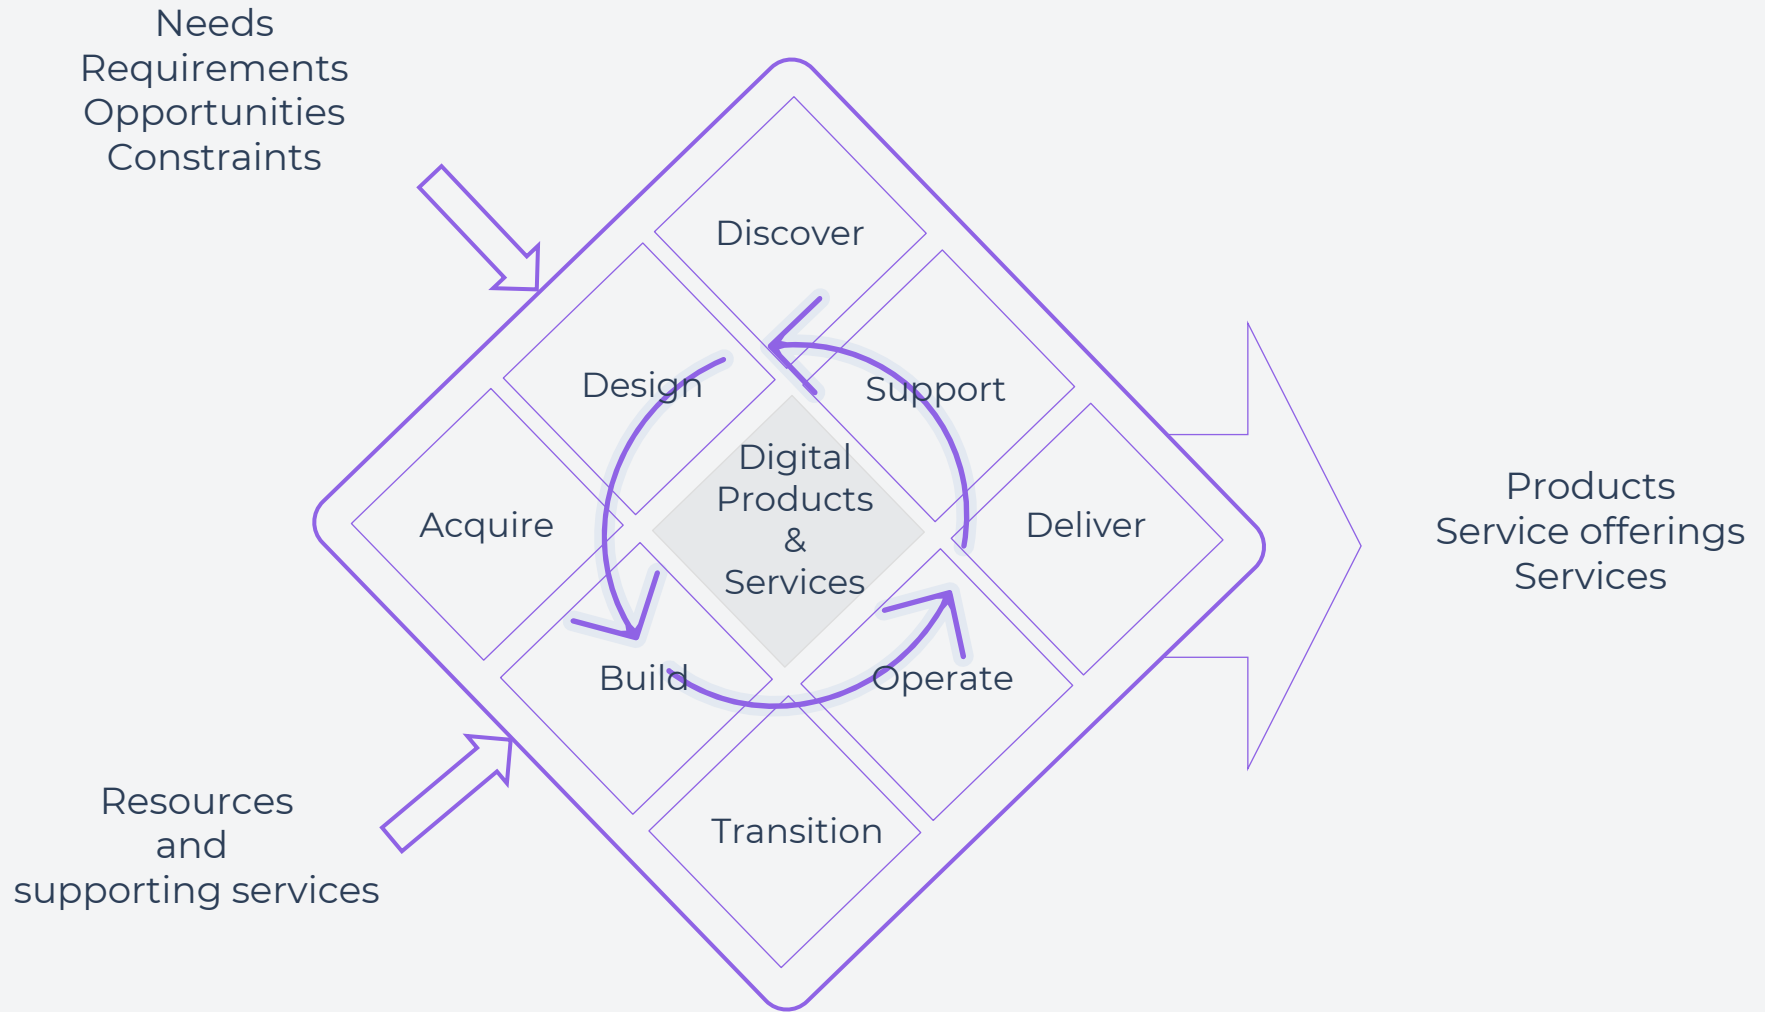 Needs
Requirements
Opportunities
Constraints
Discover
Design
Support
Digital
Products
&
Services
Acquire
Deliver
Products
Service offerings
Services
Build
Operate
Transition
Resources
and
supporting services